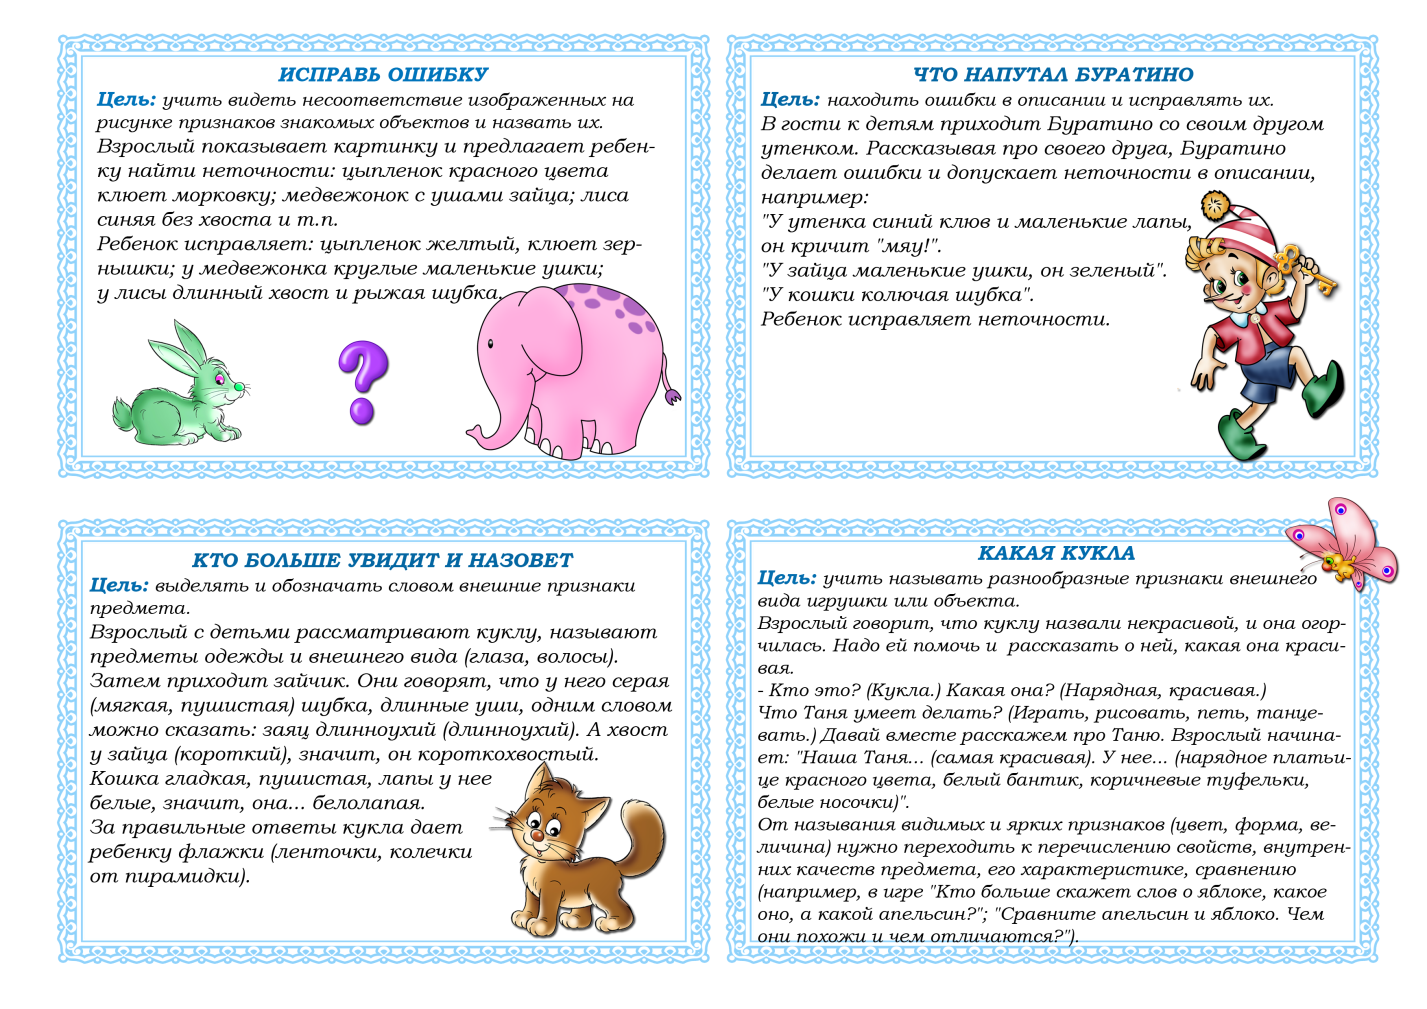 ИСПРАВЬ ОШИБКУ
Цель: учить видеть несоответствие изображенных на
рисунке признаков знакомых объектов и назвать их.
Взрослый показывает картинку и предлагает ребен-
ку найти неточности: цыпленок красного цвета
клюет морковку; медвежонок с ушами зайца; лиса
синяя без хвоста и т.п.
Ребенок исправляет: цыпленок желтый, клюет зер-
нышки; у медвежонка круглые маленькие ушки;
у лисы длинный хвост и рыжая шубка.
ЧТО НАПУТАЛ БУРАТИНО
Цель: находить ошибки в описании и исправлять их.
В гости к детям приходит Буратино со своим другом
утенком. Рассказывая про своего друга, Буратино
делает ошибки и допускает неточности в описании,
например:
"У утенка синий клюв и маленькие лапы,
он кричит "мяу!".
"У зайца маленькие ушки, он зеленый".
"У кошки колючая шубка".
Ребенок исправляет неточности.
КТО БОЛЬШЕ УВИДИТ И НАЗОВЕТ
Цель: выделять и обозначать словом внешние признаки
предмета.
Взрослый с детьми рассматривают куклу, называют
предметы одежды и внешнего вида (глаза, волосы).
Затем приходит зайчик. Они говорят, что у него серая
(мягкая, пушистая) шубка, длинные уши, одним словом
можно сказать: заяц длинноухий (длинноухий). А хвост
у зайца (короткий), значит, он короткохвостый.
Кошка гладкая, пушистая, лапы у нее
белые, значит, она... белолапая.
За правильные ответы кукла дает
ребенку флажки (ленточки, колечки
от пирамидки).
КАКАЯ КУКЛА
Цель: учить называть разнообразные признаки внешнего
вида игрушки или объекта.
Взрослый говорит, что куклу назвали некрасивой, и она огор-
чилась. Надо ей помочь и  рассказать о ней, какая она краси-
вая.
- Кто это? (Кукла.) Какая она? (Нарядная, красивая.)
Что Таня умеет делать? (Играть, рисовать, петь, танце-
вать.) Давай вместе расскажем про Таню. Взрослый начина-
ет: "Наша Таня... (самая красивая). У нее... (нарядное платьи-
це красного цвета, белый бантик, коричневые туфельки,
белые носочки)".
От называния видимых и ярких признаков (цвет, форма, ве-
личина) нужно переходить к перечислению свойств, внутрен-
них качеств предмета, его характеристике, сравнению
(например, в игре "Кто больше скажет слов о яблоке, какое
оно, а какой апельсин?"; "Сравните апельсин и яблоко. Чем
они похожи и чем отличаются?").